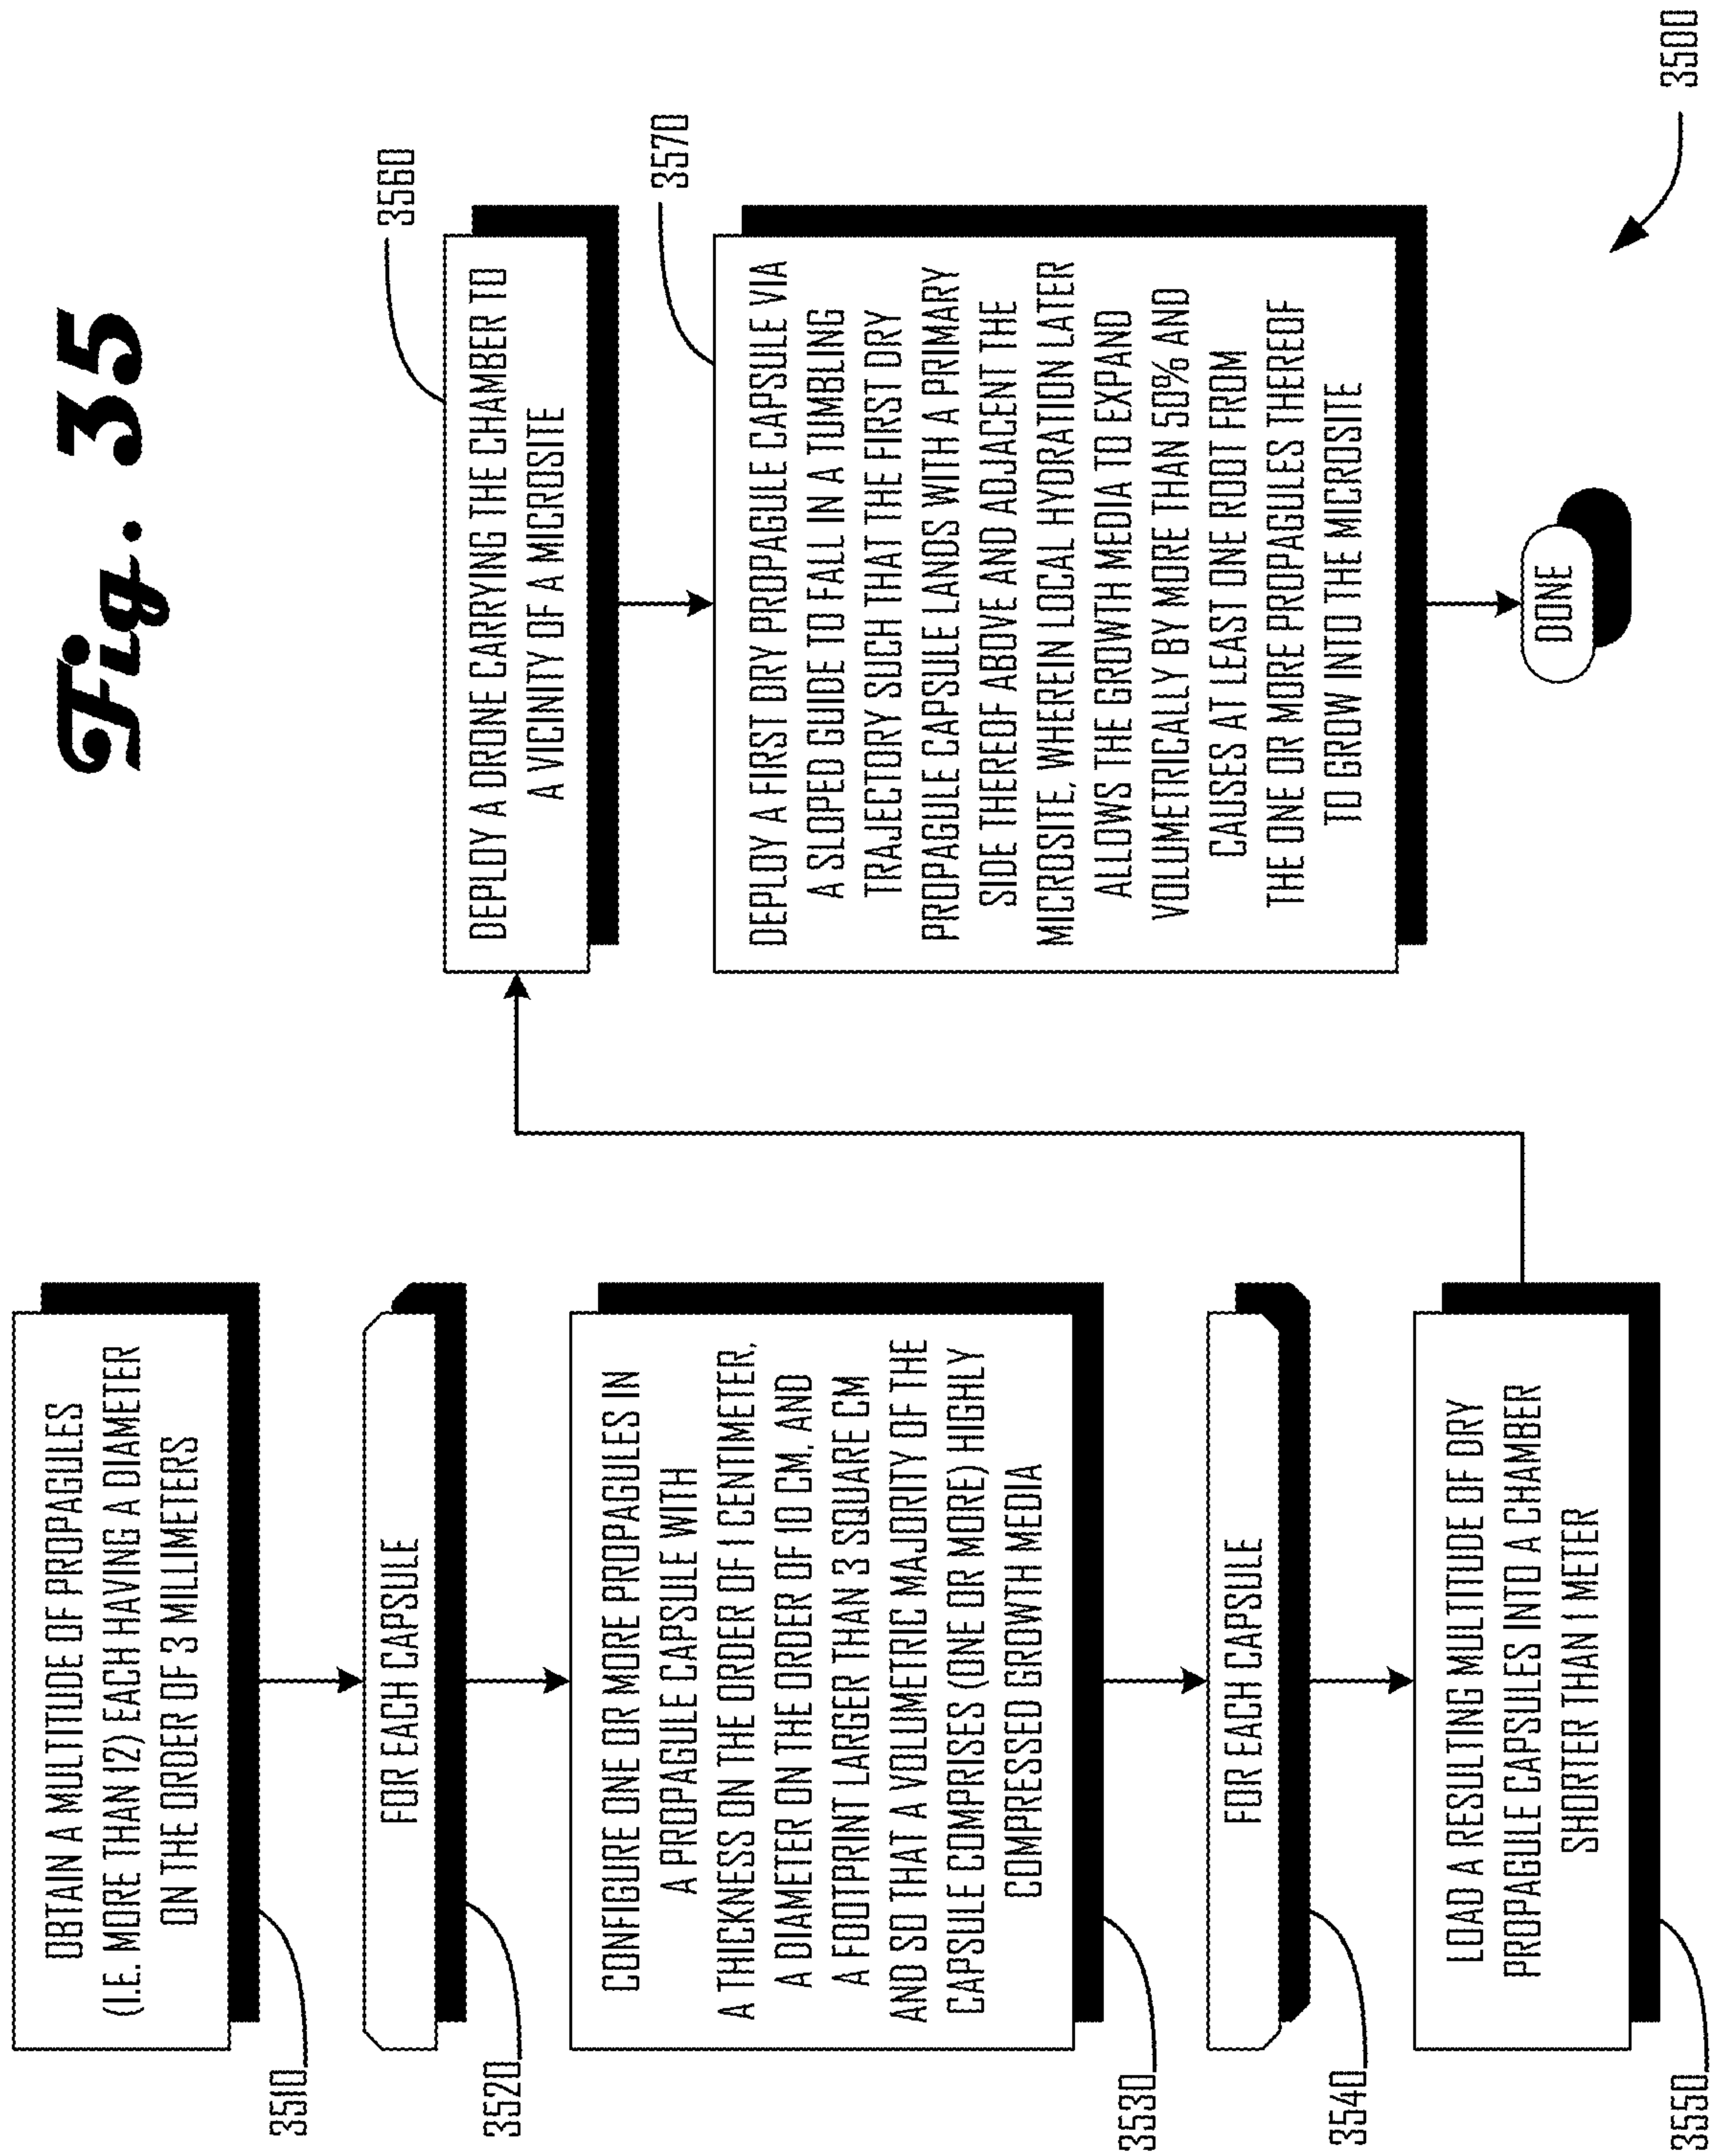 Fig. 35
OBTAIN A MULTITUDE OF PROPAGULES
(I.E. MORE THAN 12) EACH HAVING A DIAMETER
ON THE ORDER OF 3 MILLIMETERS
3510
FOR EACH CAPSULE
3520
CONFIGURE ONE OR MORE PROPAGULES IN
A PROPAGULE CAPSULE WITH
A THICKNESS ON THE ORDER OF 1 CENTIMETER,
A DIAMETER ON THE ORDER OF 10 CM, AND
A FOOTPRINT LARGER THAN 3 SQUARE CM
AND SO THAT A VOLUMETRIC MAJORITY OF THE
CAPSULE COMPRISES (ONE OR MORE) HIGHLY
COMPRESSED GROWTH MEDIA
3530
FOR EACH CAPSULE
3540
LOAD A RESULTING MULTITUDE OF DRY
PROPAGULE CAPSULES INTO A CHAMBER
SHORTER THAN 1 METER
3550
DEPLOY A DRONE CARRYING THE CHAMBER TO
A VICINITY OF A MICROSITE
3560
DEPLOY A FIRST DRY PROPAGULE CAPSULE VIA
A SLOPED GUIDE TO FALL IN A TUMBLING
TRAJECTORY SUCH THAT THE FIRST DRY
PROPAGULE CAPSULE LANDS WITH A PRIMARY
SIDE THEREOF ABOVE AND ADJACENT THE
MICROSITE, WHEREIN LOCAL HYDRATION LATER
ALLOWS THE GROWTH MEDIA TO EXPAND
VOLUMETRICALLY BY MORE THAN 50% AND
CAUSES AT LEAST ONE ROOT FROM
THE ONE OR MORE PROPAGULES THEREOF
TO GROW INTO THE MICROSITE
3570
DONE
3500